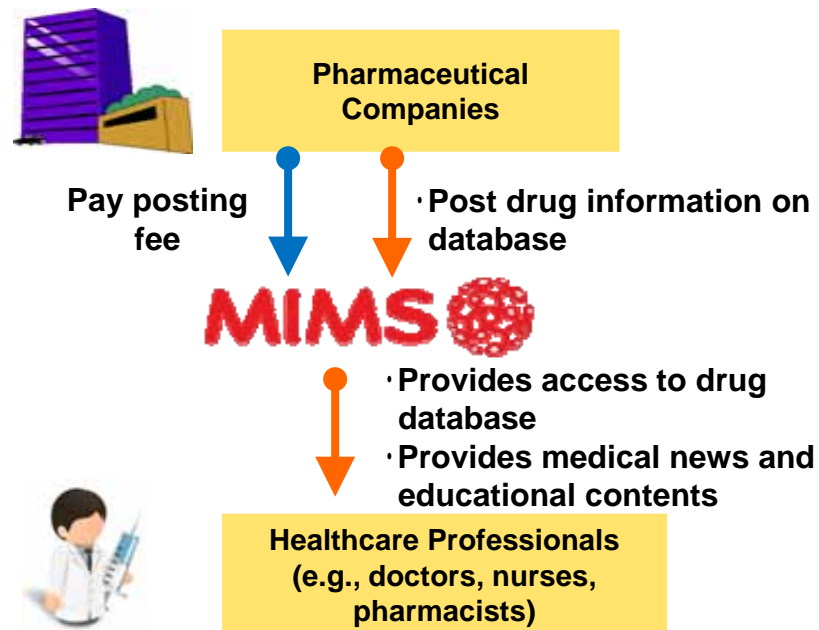 Pharmaceutical
Companies
Pay posting
fee
・Post drug information on
database
MIMS
・Provides access to drug
database
・Provides medical news and
educational contents
Healthcare Professionals
(e.g., doctors, nurses,
pharmacists)